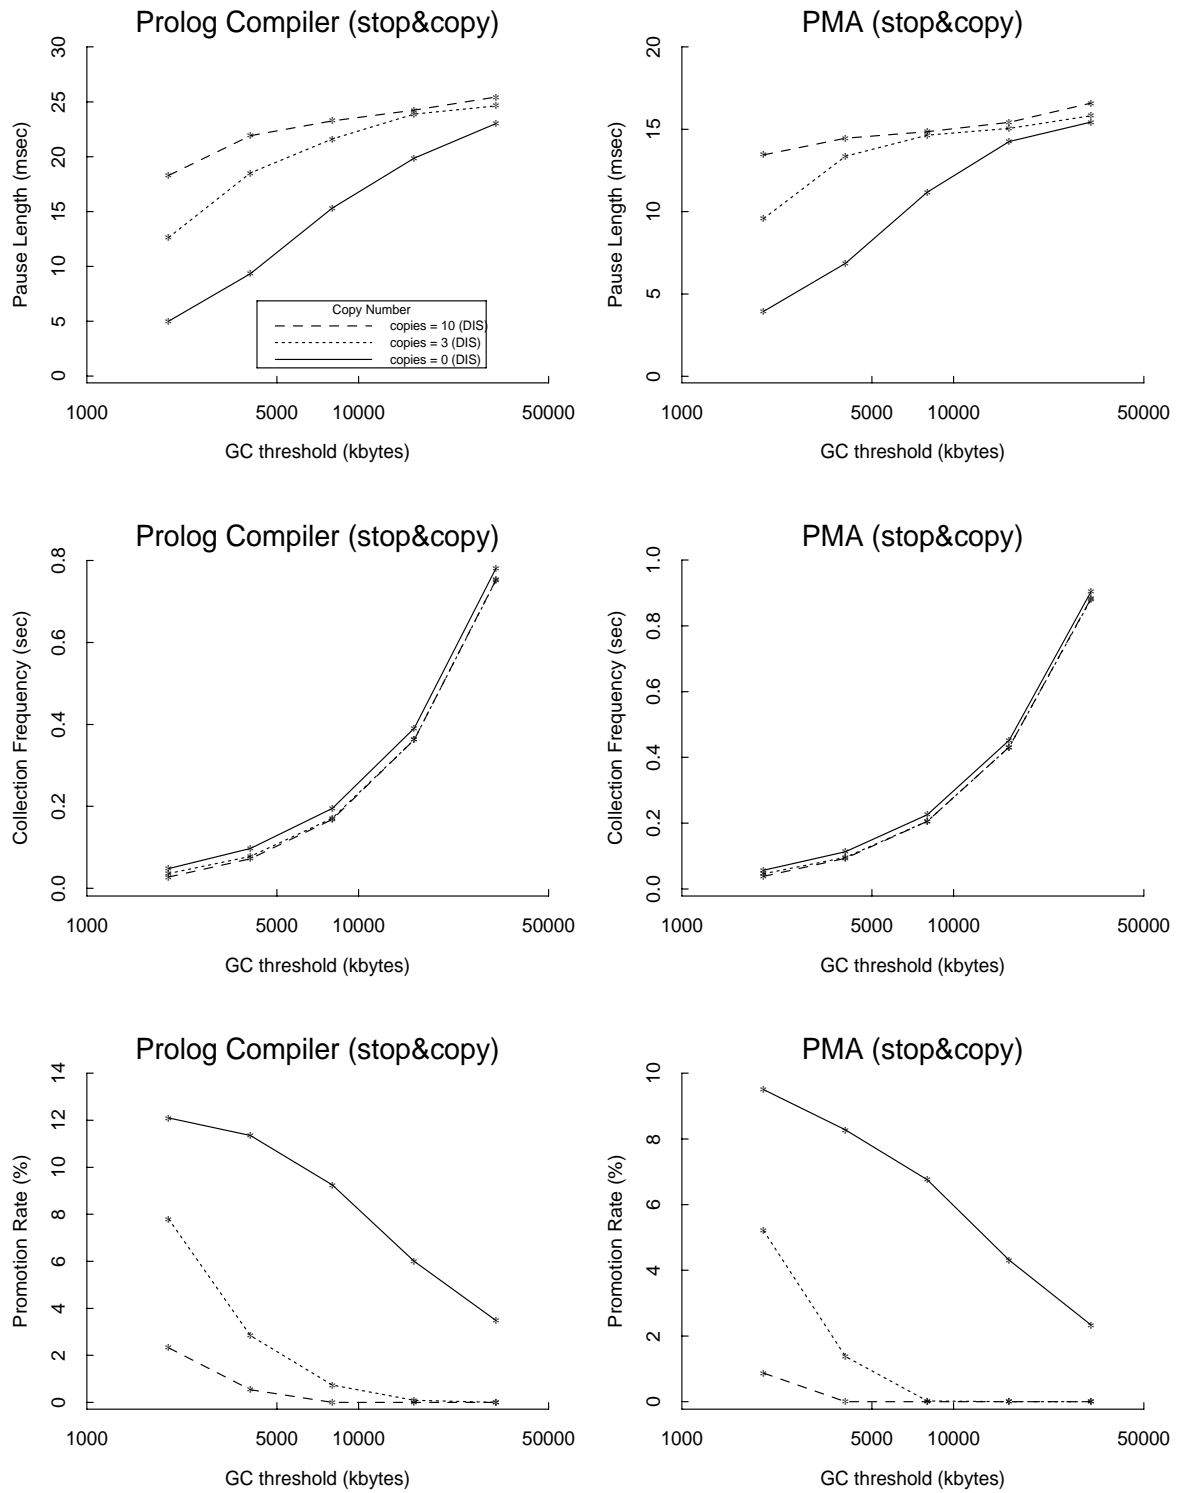 Prolog Compiler (stop&copy)
Pause Length (msec)
30
25
20
15
10
5
0
Copy Number
copies = 10 (DIS)
copies = 3 (DIS)
copies = 0 (DIS)
1000 5000 10000 50000
GC threshold (kbytes)
PMA (stop&copy)
Pause Length (msec)
20
15
10
5
0
1000 5000 10000 50000
GC threshold (kbytes)
Prolog Compiler (stop&copy)
Collection Frequency (sec)
0.8
0.6
0.4
0.2
0.0
1000 5000 10000 50000
GC threshold (kbytes)
PMA (stop&copy)
Collection Frequency (sec)
1.0
0.8
0.6
0.4
0.2
0.0
1000 5000 10000 50000
GC threshold (kbytes)
Prolog Compiler (stop&copy)
Promotion Rate (%)
14
12
10
8
6
4
2
0
1000 5000 10000 50000
GC threshold (kbytes)
PMA (stop&copy)
Promotion Rate (%)
10
8
6
4
2
0
1000 5000 10000 50000
GC threshold (kbytes)